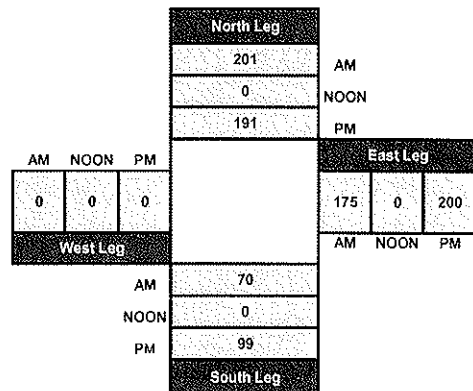 North Leg
201 AM
0 NOON
191 PM
AM NOON PM
East Leg
0 0 0
175 0 200
West Leg
AM NOON PM
AM 70
NOON 0
PM 99
South Leg